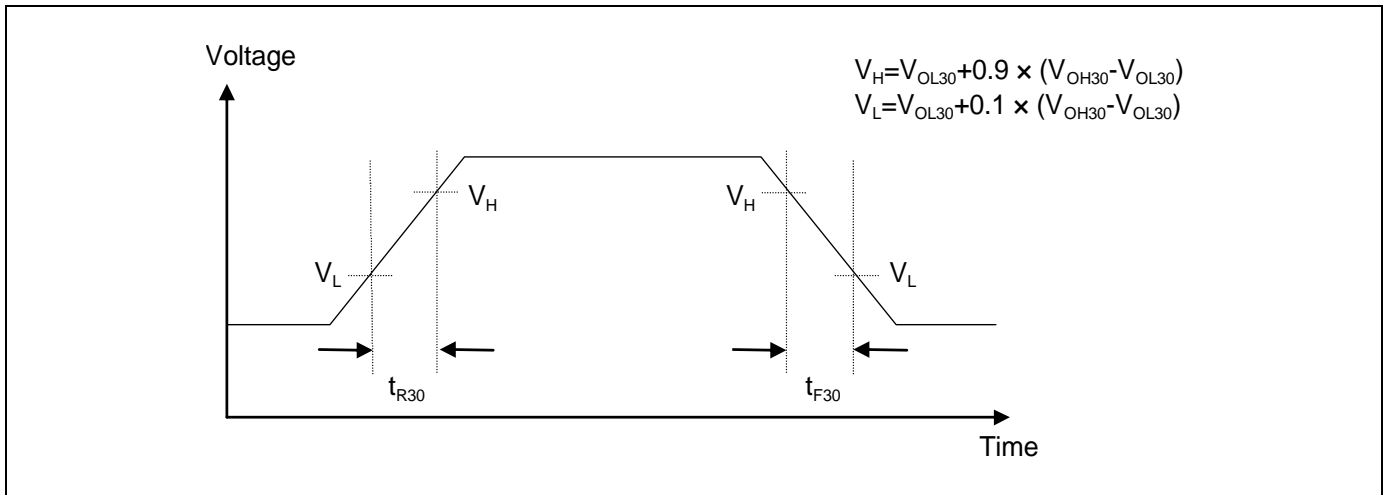 Voltage
V_H=V_OL30+0.9 × (V_OH30-V_OL30)
V_L=V_OL30+0.1 × (V_OH30-V_OL30)
V_H
V_H
V_L
V_L
t_R30
t_F30
Time